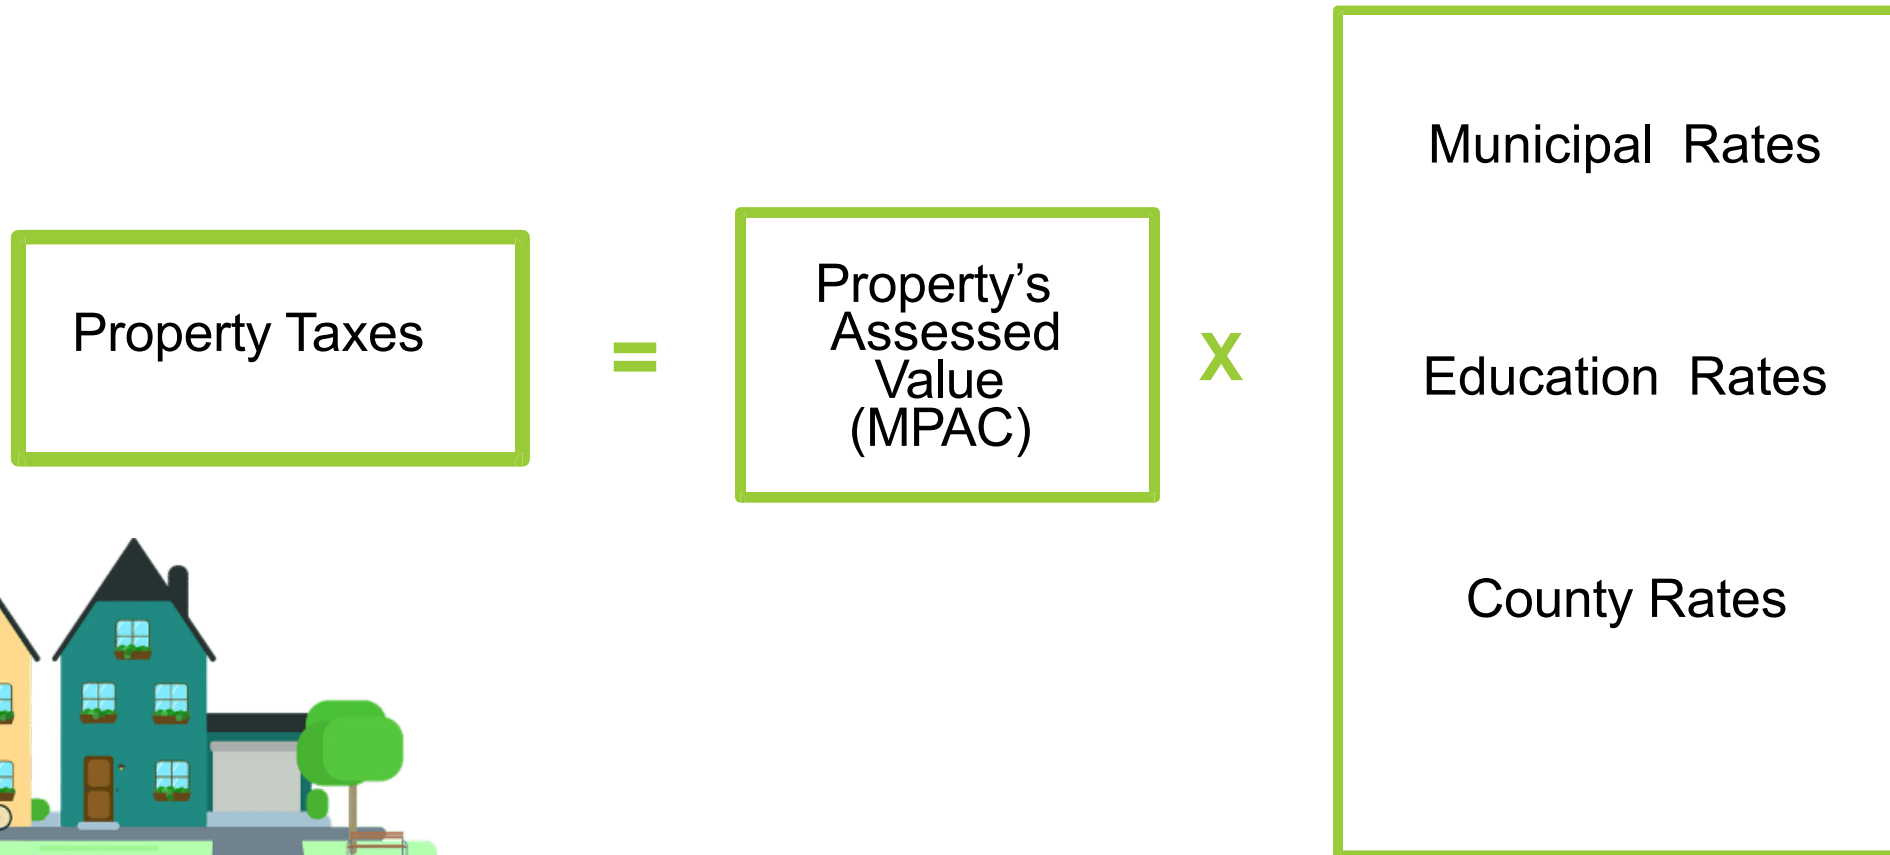 Property Taxes
=
Property’s
Assessed
Value
(MPAC)
x
Municipal Rates
Education Rates
County Rates